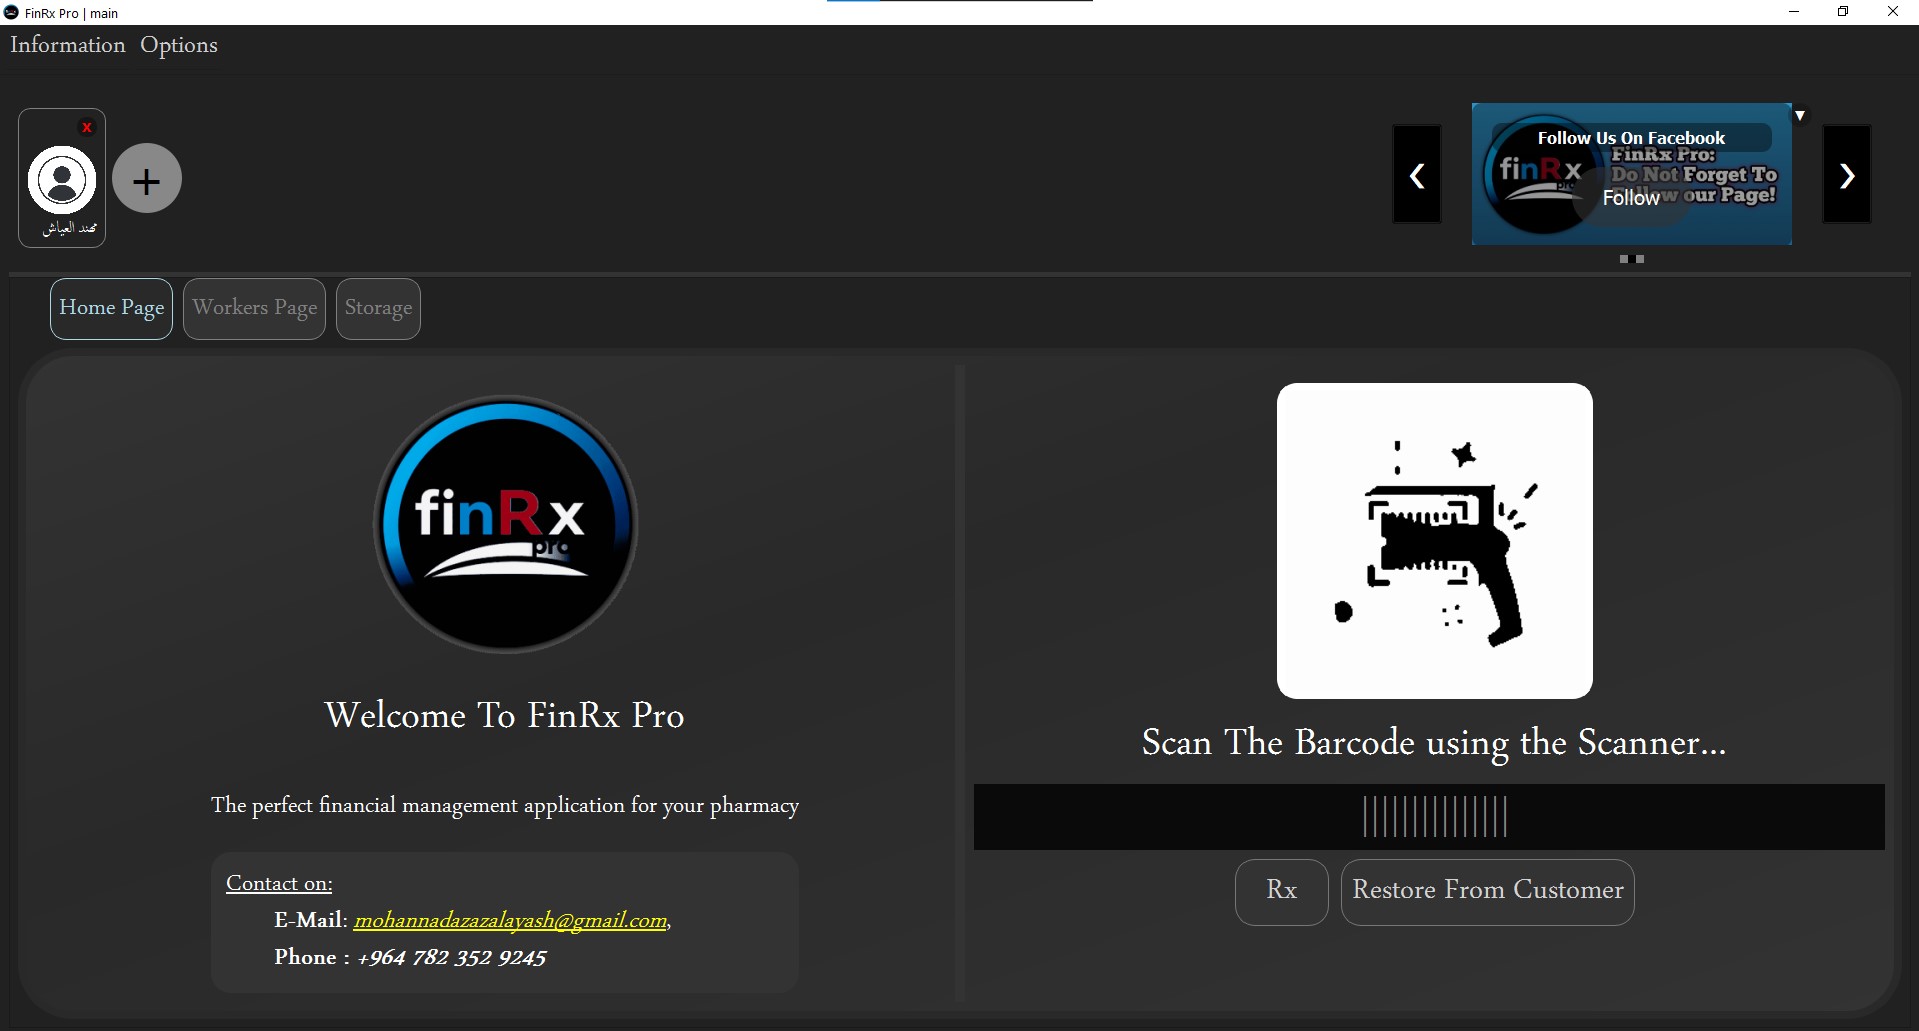 FinRx Pro | main
Information Options
x
مهند العياش
+
Follow Us On Facebook
finRx
pro
FinRx Pro:
Do Not Forget To
Follow our Page!
Follow
Home Page Workers Page Storage
finRx
pro
Welcome To FinRx Pro
The perfect financial management application for your pharmacy
Contact on:
E-Mail: mohannadazazalayash@gmail.com,
Phone : +964 782 352 9245
Scan The Barcode using the Scanner...
Rx Restore From Customer